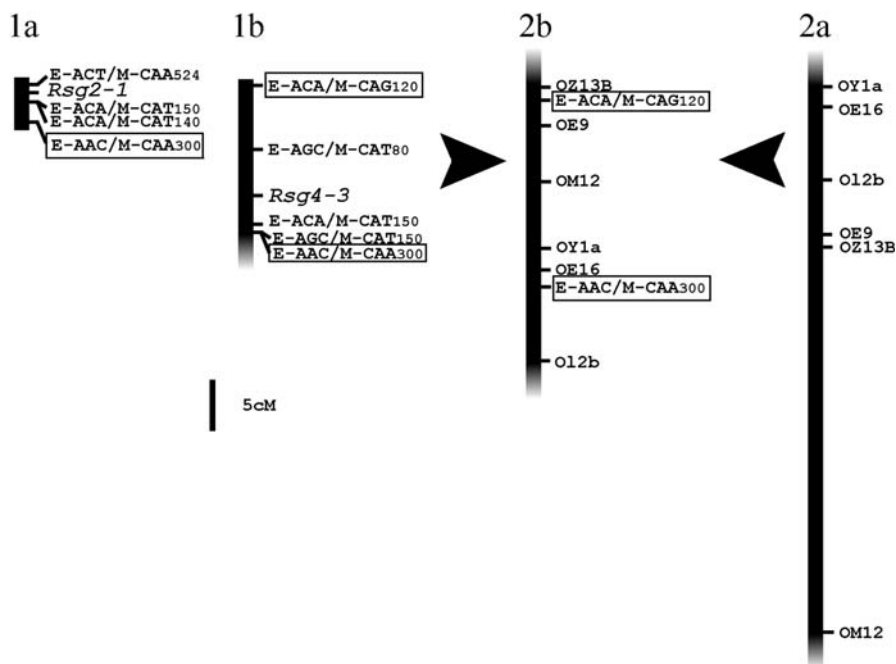 1a
E-ACT/M-CAA524
Rsg2-1
E-ACA/M-CAT150
E-ACA/M-CAT140
E-AAC/M-CAA300
1b
E-ACA/M-CAG120
E-AGC/M-CAT80
Rsg4-3
E-ACA/M-CAT150
E-AGC/M-CAT150
E-AAC/M-CAA300
5cM
2b
OZ13B
E-ACA/M-CAG120
OE9
OM12
OY1a
OE16
E-AAC/M-CAA300
Ol2b
2a
OY1a
OE16
Ol2b
OE9
OZ13B
OM12